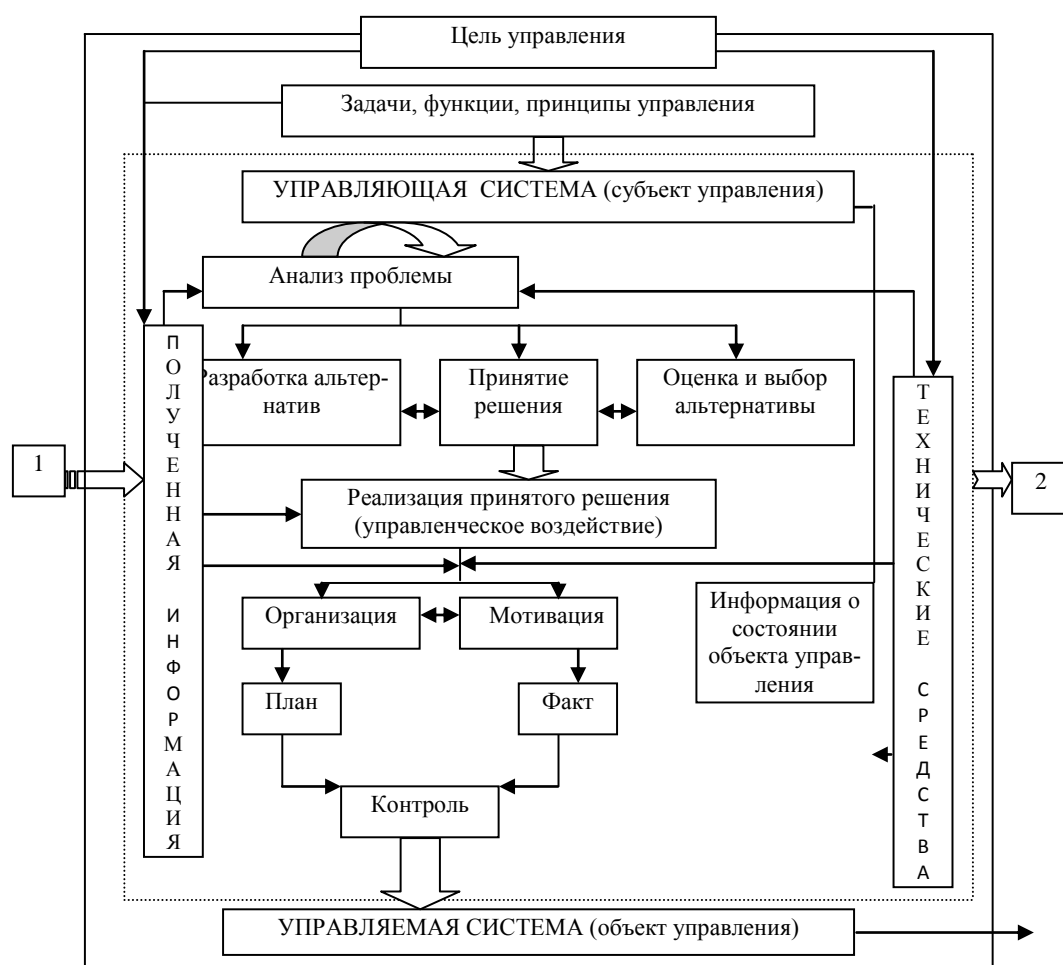 Цель управления
Задачи, функции, принципы управления
УПРАВЛЯЮЩАЯ СИСТЕМА (субъект управления)
Анализ проблемы
ПОЛУЧЕННАЯ ИНФОРМАЦИЯ
Разработка альтер-
натив
Принятие
решения
Оценка и выбор
альтернативы
ТЕХНИЧЕСКИЕ СРЕДСТВА
1
2
Реализация принятого решения
(управленческое воздействие)
Организация
Мотивация
Информация о
состоянии
объекта управ-
ления
План
Факт
Контроль
УПРАВЛЯЕМАЯ СИСТЕМА (объект управления)